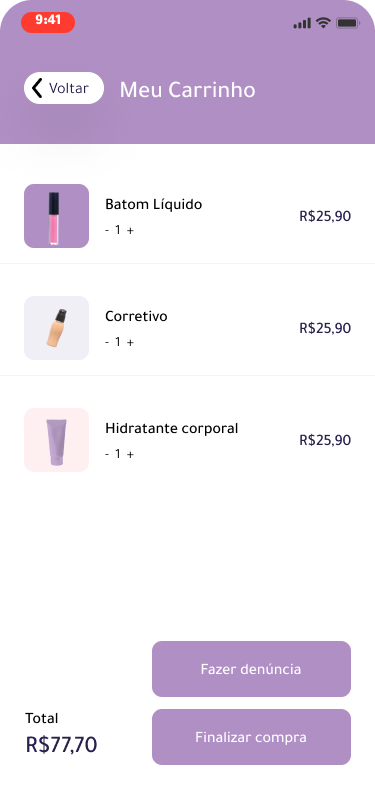 9:41
Voltar
Meu Carrinho
Batom Líquido
- 1 +
R$25,90
Corretivo
- 1 +
R$25,90
Hidratante corporal
- 1 +
R$25,90
Fazer denúncia
Total
R$77,70
Finalizar compra